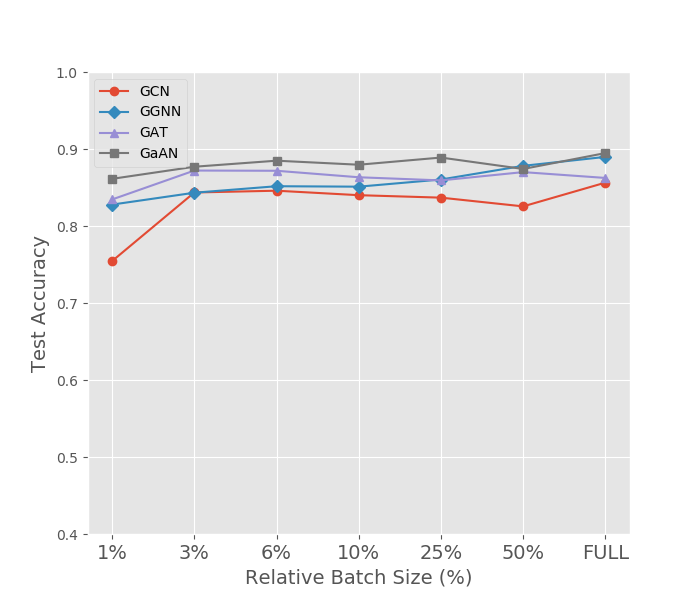 1.0
GCN
GGNN
GAT
GaAN
0.9
0.8
0.7
0.6
0.5
0.4
Test Accuracy
1% 3% 6% 10% 25% 50% FULL
Relative Batch Size (%)